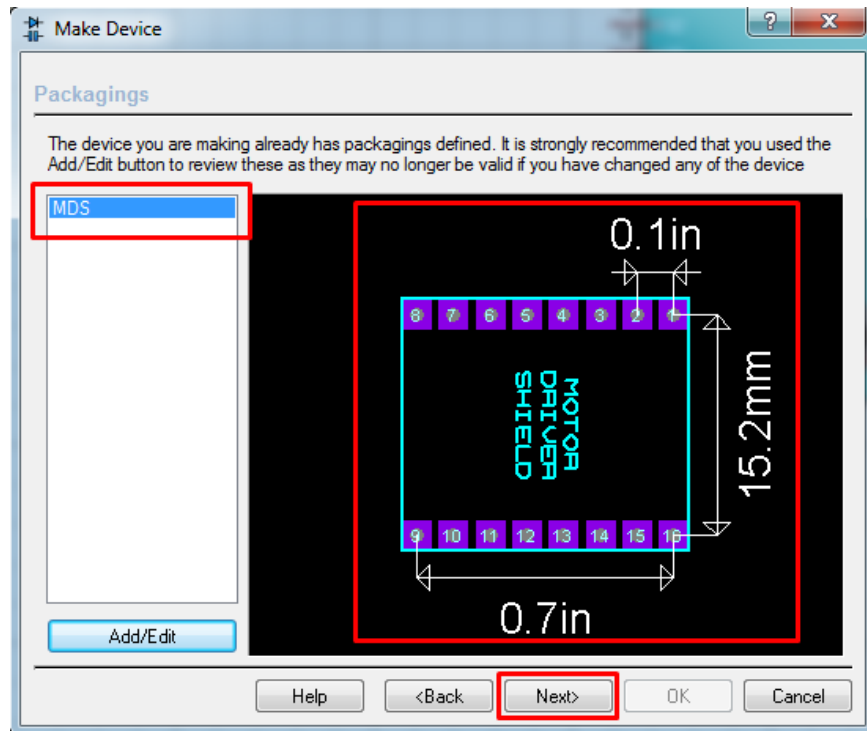 Make Device
?
X
Packagings
The device you are making already has packagings defined. It is strongly recommended that you used the
Add/Edit button to review these as they may no longer be valid if you have changed any of the device
MDS
0.1in
8 7 6 5 4 3 2 1
MOTOR
DRIVER
SHIELD
15.2mm
9 10 11 12 13 14 15 16
0.7in
Add/Edit
Help
<Back
Next>
OK
Cancel